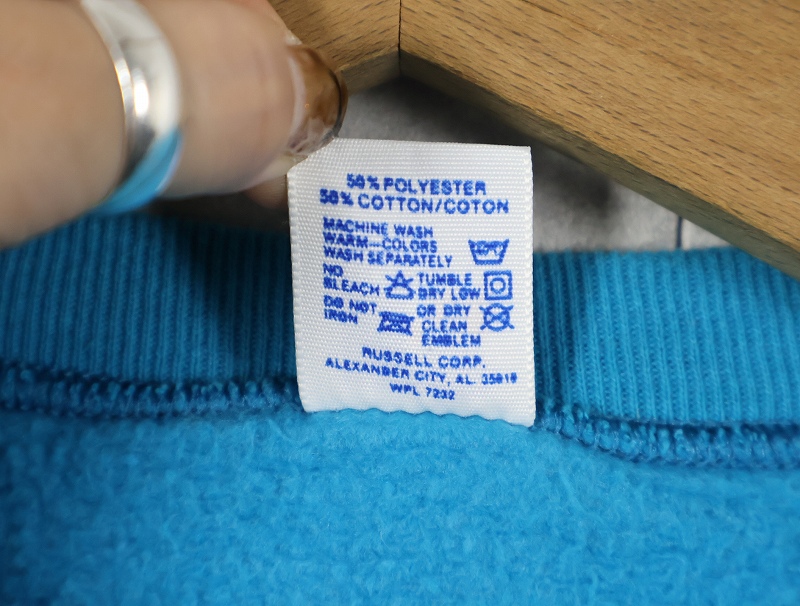 50% POLYESTER
50% COTTON/COTON
MACHINE WASH
WARM—COLORS
WASH SEPARATELY
NO
BLEACH
TUMBLE
DRY LOW
DO NOT
IRON
OR DRY
CLEAN
EMBLEM
RUSSELL CORP.
ALEXANDER CITY, AL. 35010
WPL 7232